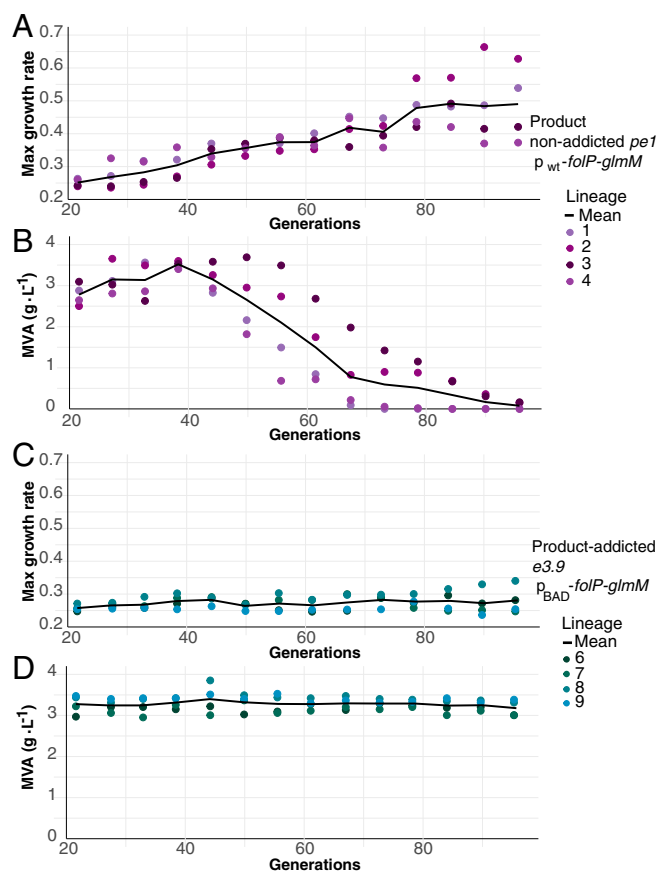 A
Max growth rate
0.7
0.6
0.5
0.4
0.3
0.2
20
40
60
80
Generations
Product
non-addicted pe1
p wt-folP-glmM
Lineage
Mean
1
2
3
4
B
MVA (g·L-1)
4
3
2
1
0
20
40
60
80
Generations
C
Max growth rate
0.7
0.6
0.5
0.4
0.3
0.2
20
40
60
80
Generations
Product-addicted
e3.9
pBAD-folP-glmM
Lineage
Mean
6
7
8
9
D
MVA (g·L-1)
4
3
2
1
0
20
40
60
80
Generations